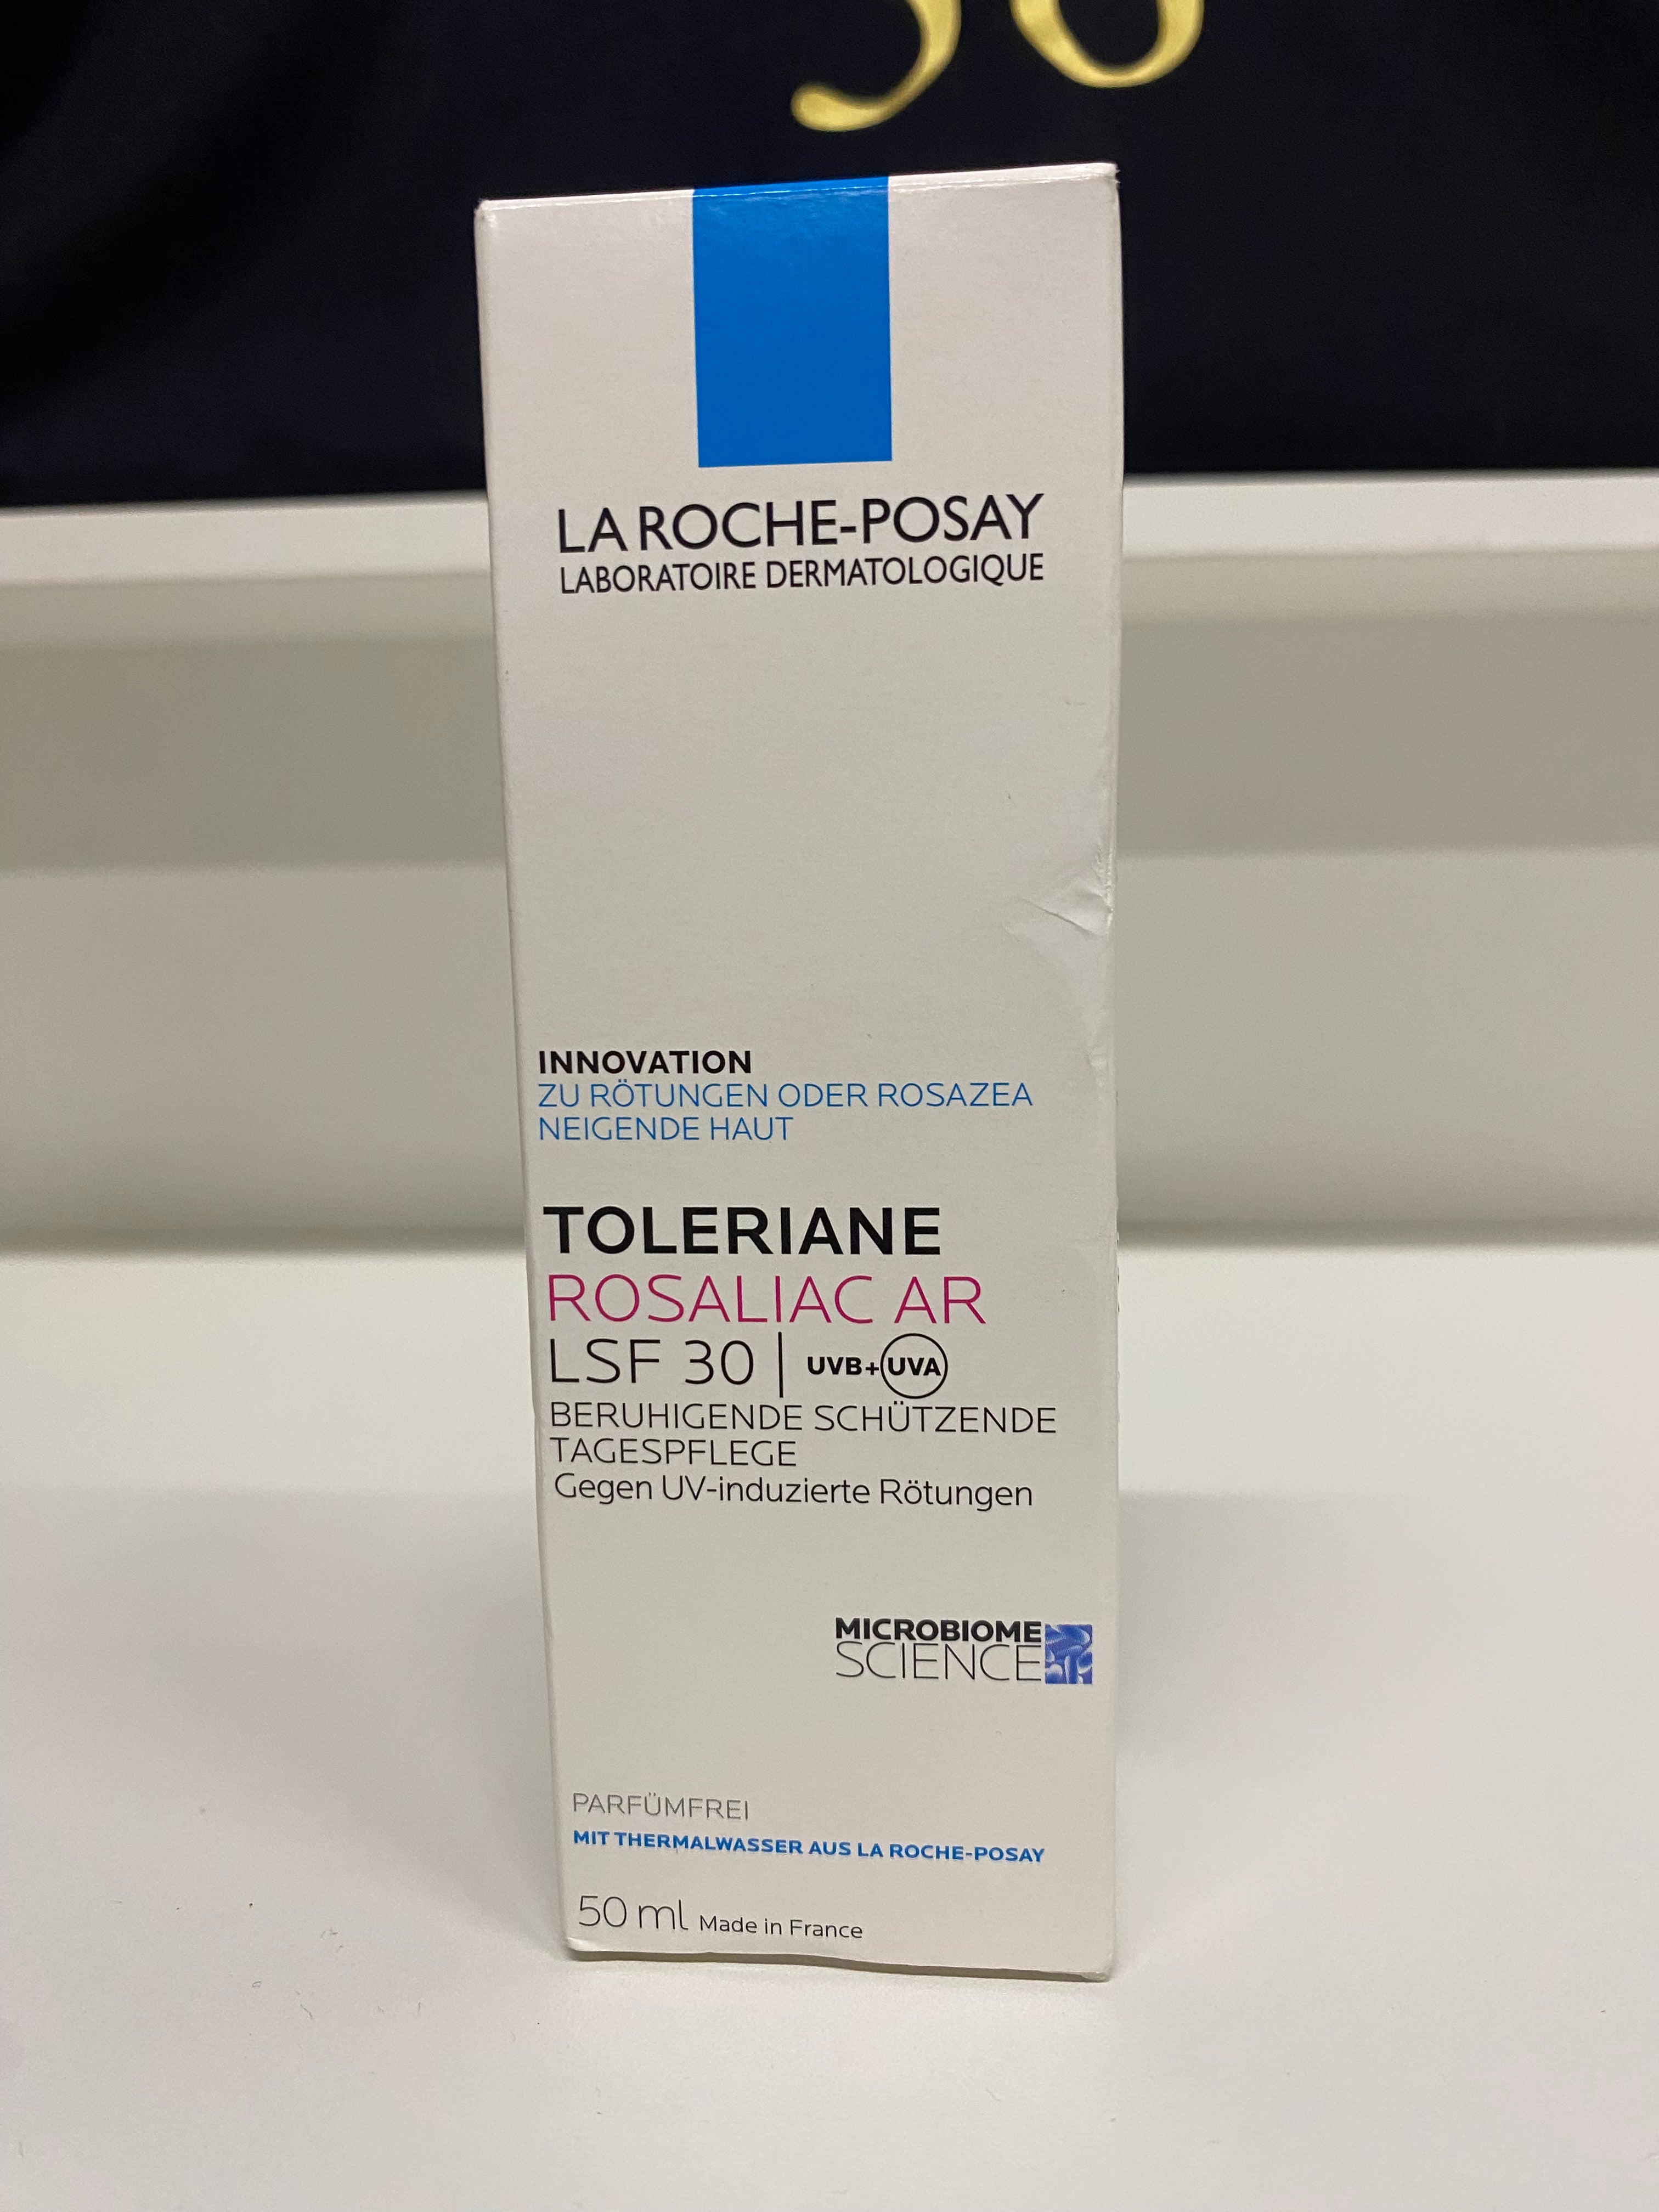 LA ROCHE-POSAY
LABORATOIRE DERMATOLOGIQUE
INNOVATION
ZU RÖTUNGEN ODER ROSAZEA
NEIGENDE HAUT
TOLERIANE
ROSALIAC AR
LSF 30 | UVB+UVA
BERUHIGENDE SCHÜTZENDE
TAGESPFLEGE
Gegen UV-induzierte Rötungen
MICROBIOME
SCIENCE
PARFÜMFREI
MIT THERMALWASSER AUS LA ROCHE-POSAY
50 ml Made in France